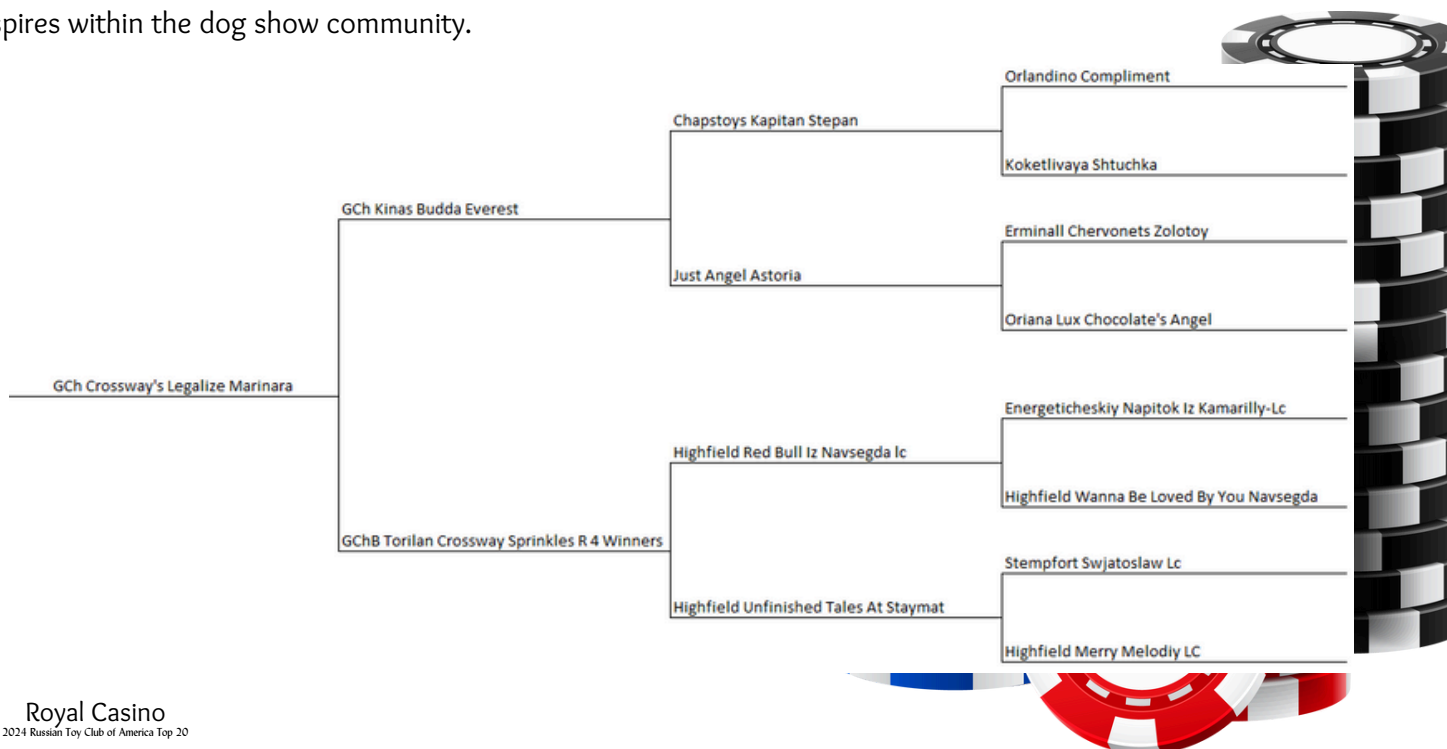 spires within the dog show community.
Orlandino Compliment
Chapstoys Kapitan Stepan
Koketlivaya Shtuchka
GCh Kinas Budda Everest
Erminall Chervonets Zolotoy
Just Angel Astoria
Oriana Lux Chocolate's Angel
GCh Crossway's Legalize Marinara
Energeticheskiy Napitok Iz Kamarilly-Lc
Highfield Red Bull Iz Navsegda lc
Highfield Wanna Be Loved By You Navsegda
GChB Torilan Crossway Sprinkles R 4 Winners
Stempfort Swjatoslaw Lc
Highfield Unfinished Tales At Staymat
Highfield Merry Melodiy LC
Royal Casino
2024 Russian Toy Club of America Top 20